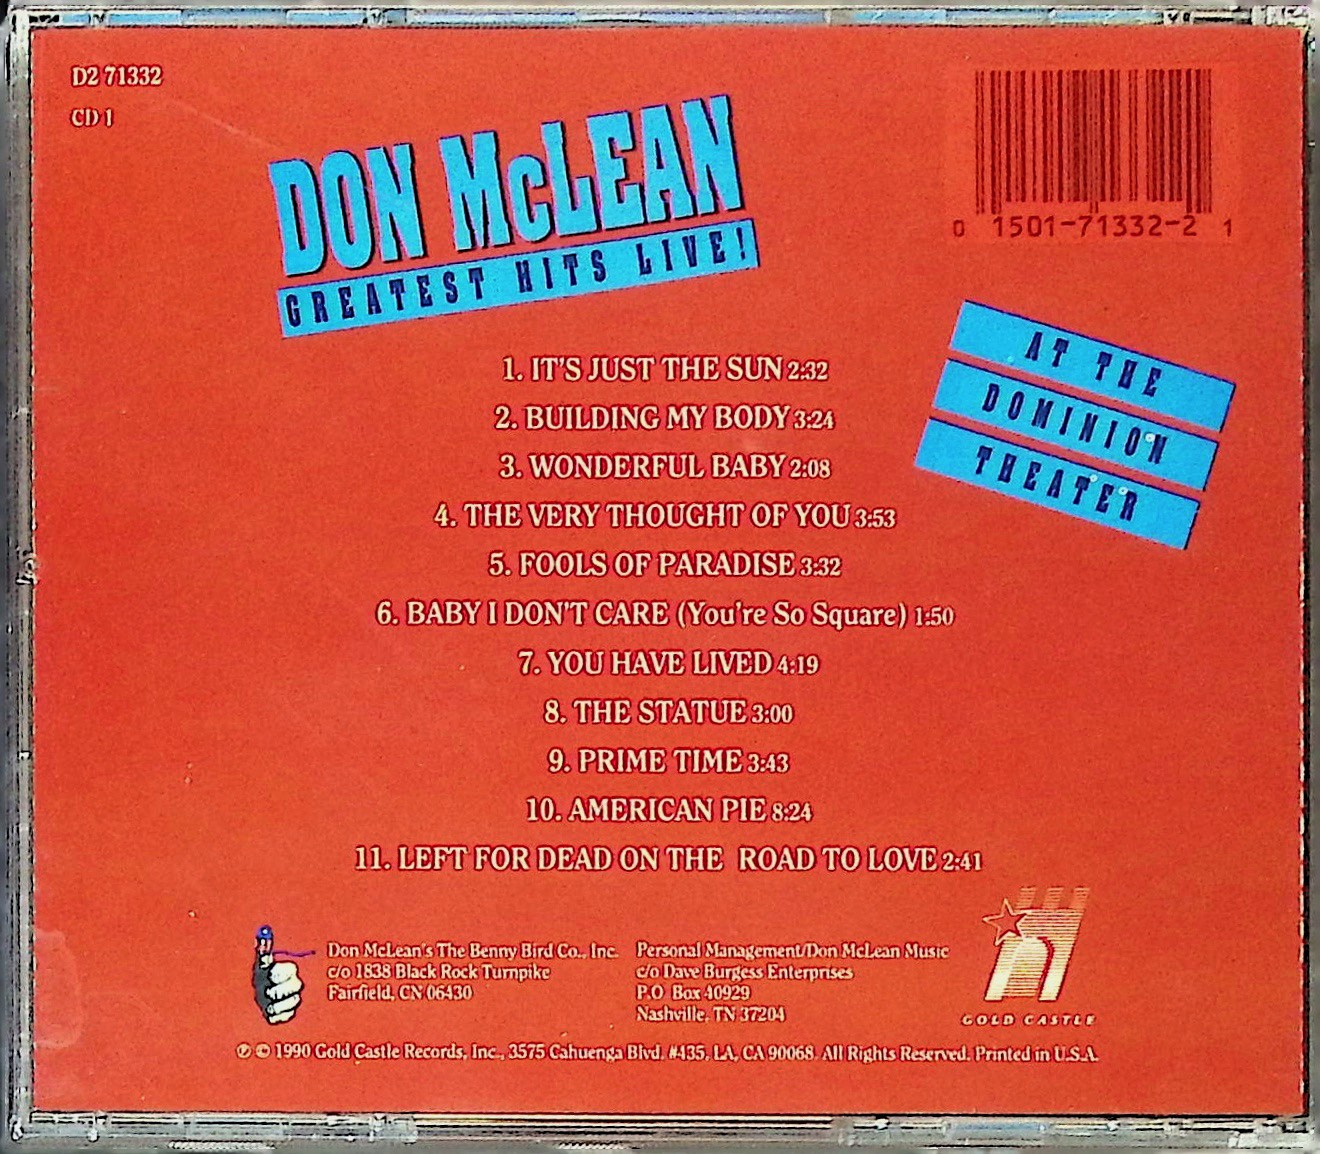 D2 71332
CD 1
DON McLEAN
GREATEST HITS LIVE!
0 1501-71332-2 1
AT THE
DOMINION
THEATER
1. IT'S JUST THE SUN 2:32
2. BUILDING MY BODY 3:24
3. WONDERFUL BABY 2:08
4. THE VERY THOUGHT OF YOU 3:53
5. FOOLS OF PARADISE 3:32
6. BABY I DON'T CARE (You're So Square) 1:50
7. YOU HAVE LIVED 4:19
8. THE STATUE 3:00
9. PRIME TIME 3:43
10. AMERICAN PIE 8:24
11. LEFT FOR DEAD ON THE ROAD TO LOVE 2:41
Don McLean's The Benny Bird Co., Inc.
c/o 1838 Black Rock Turnpike
Fairfield, CN 06430
Personal Management/Don McLean Music
c/o Dave Burgess Enterprises
P.O Box 40929
Nashville, TN 37204
GOLD CASTLE
℗ © 1990 Gold Castle Records, Inc., 3575 Cahuenga Blvd. #435, LA, CA 90068. All Rights Reserved. Printed in U.S.A.